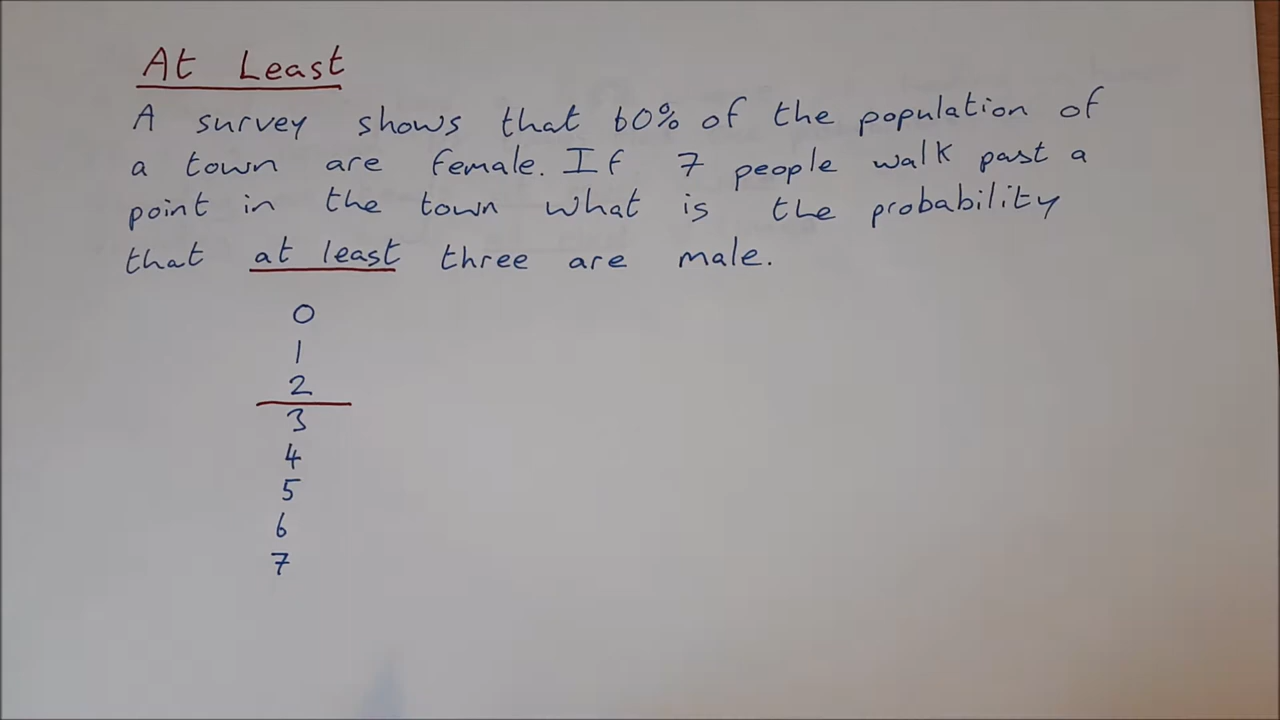 At Least
A survey shows that 60% of the population of
a town are female. If 7 people walk past a
point in the town what is the probability
that at least three are male.
0
1
2
3
4
5
6
7